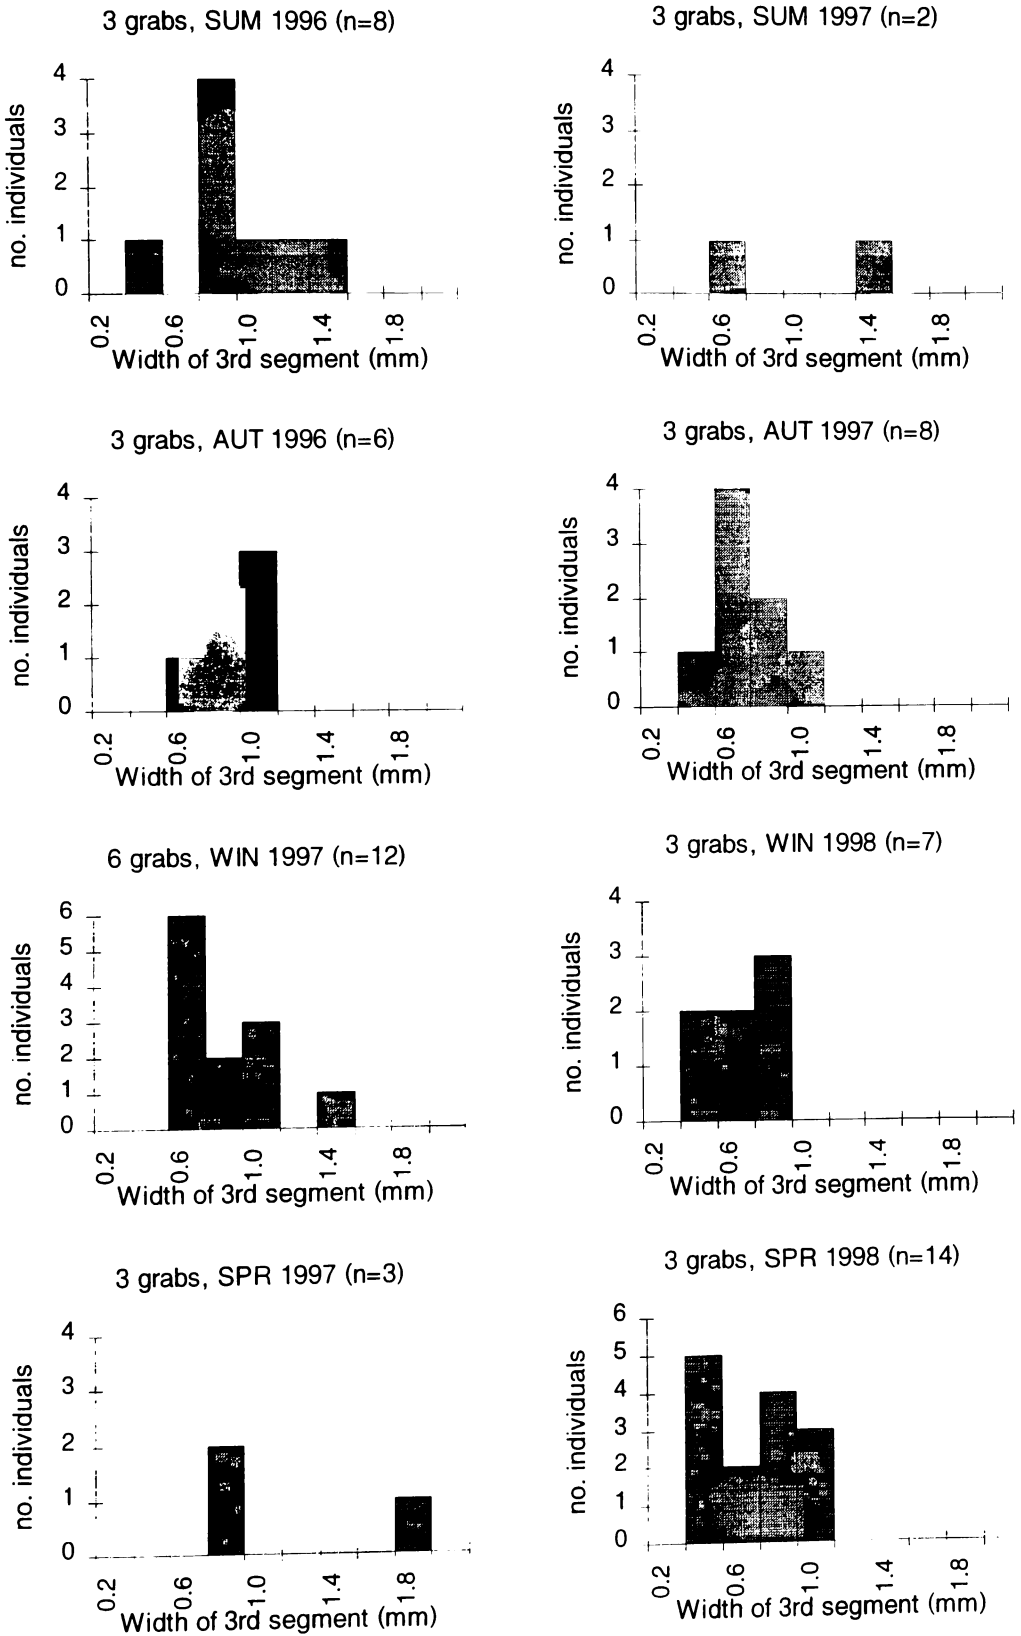 3 grabs, SUM 1996 (n=8)
4
3
2
1
0
no. individuals
0.2 0.6 1.0 1.4 1.8
Width of 3rd segment (mm)
3 grabs, SUM 1997 (n=2)
4
3
2
1
0
no. individuals
0.2 0.6 1.0 1.4 1.8
Width of 3rd segment (mm)
3 grabs, AUT 1996 (n=6)
4
3
2
1
0
no. individuals
0.2 0.6 1.0 1.4 1.8
Width of 3rd segment (mm)
3 grabs, AUT 1997 (n=8)
4
3
2
1
0
no. individuals
0.2 0.6 1.0 1.4 1.8
Width of 3rd segment (mm)
6 grabs, WIN 1997 (n=12)
6
5
4
3
2
1
0
no. individuals
0.2 0.6 1.0 1.4 1.8
Width of 3rd segment (mm)
3 grabs, WIN 1998 (n=7)
4
3
2
1
0
no. individuals
0.2 0.6 1.0 1.4 1.8
Width of 3rd segment (mm)
3 grabs, SPR 1997 (n=3)
4
3
2
1
0
no. individuals
0.2 0.6 1.0 1.4 1.8
Width of 3rd segment (mm)
3 grabs, SPR 1998 (n=14)
6
5
4
3
2
1
0
no. individuals
0.2 0.6 1.0 1.4 1.8
Width of 3rd segment (mm)